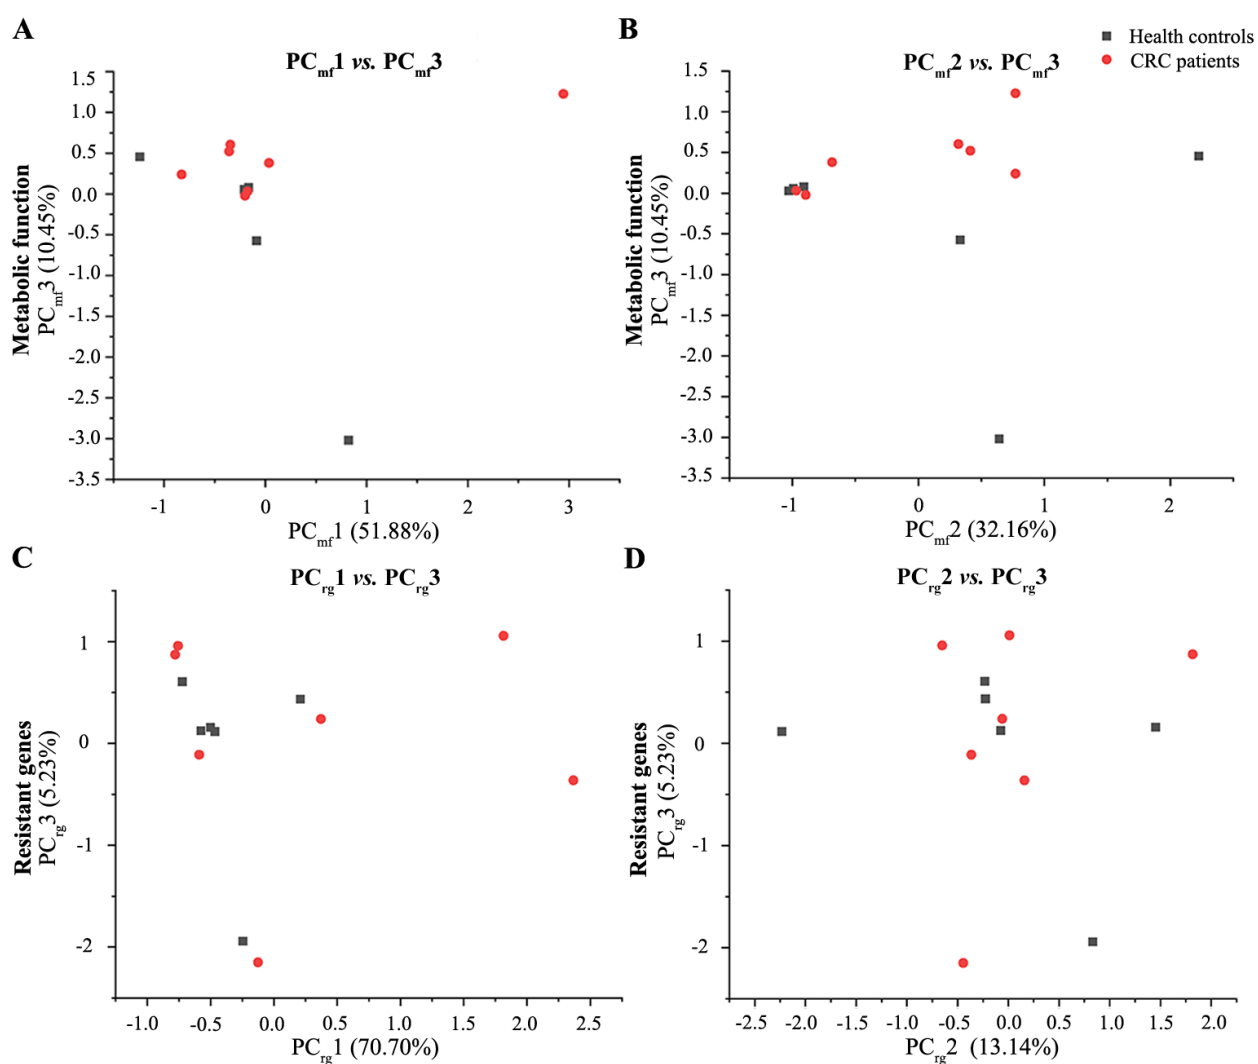 A
B
Health controls
CRC patients
PCmf1 vs. PCmf3
PCmf2 vs. PCmf3
1.5
1.0
0.5
0.0
-0.5
-1.0
-1.5
-2.0
-2.5
-3.0
-3.5
Metabolic function
PCmf3 (10.45%)
-1
0
1
2
3
PCmf1 (51.88%)
1.5
1.0
0.5
0.0
-0.5
-1.0
-1.5
-2.0
-2.5
-3.0
-3.5
Metabolic function
PCmf3 (10.45%)
-1
0
1
2
PCmf2 (32.16%)
C
D
PCrg1 vs. PCrg3
PCrg2 vs. PCrg3
1
0
-1
-2
Resistant genes
PCrg3 (5.23%)
-1.0
-0.5
0.0
0.5
1.0
1.5
2.0
2.5
PCrg1 (70.70%)
1
0
-1
-2
Resistant genes
PCrg3 (5.23%)
-2.5
-2.0
-1.5
-1.0
-0.5
0.0
0.5
1.0
1.5
2.0
PCrg2 (13.14%)